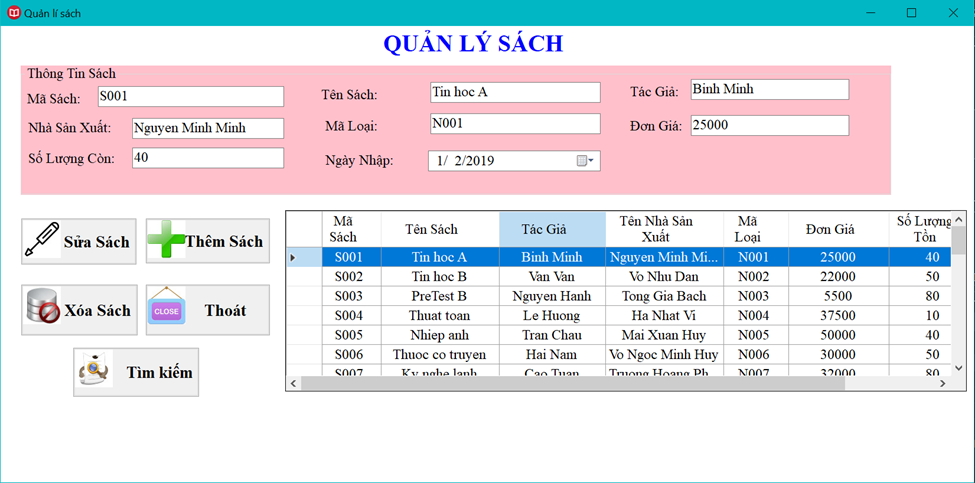 Quản lí sách
QUẢN LÝ SÁCH
Thông Tin Sách
Mã Sách: S001 Tên Sách: Tin hoc A Tác Giả: Binh Minh
Nhà Sản Xuất: Nguyen Minh Minh Mã Loại: N001 Đơn Giá: 25000
Số Lượng Còn: 40 Ngày Nhập: 1/ 2/2019
Sửa Sách Thêm Sách
Xóa Sách CLOSE Thoát
Tìm kiếm
Mã Sách Tên Sách Tác Giả Tên Nhà Sản Xuất Mã Loại Đơn Giá Số Lượng Tồn
S001 Tin hoc A Binh Minh Nguyen Minh Mi... N001 25000 40
S002 Tin hoc B Van Van Vo Nhu Dan N002 22000 50
S003 PreTest B Nguyen Hanh Tong Gia Bach N003 5500 80
S004 Thuat toan Le Huong Ha Nhat Vi N004 37500 10
S005 Nhiep anh Tran Chau Mai Xuan Huy N005 50000 40
S006 Thuoc co truyen Hai Nam Vo Ngoc Minh Huy N006 30000 50
S007 Ky nghe lanh Cao Tuan Truong Hoang Ph... N007 32000 80